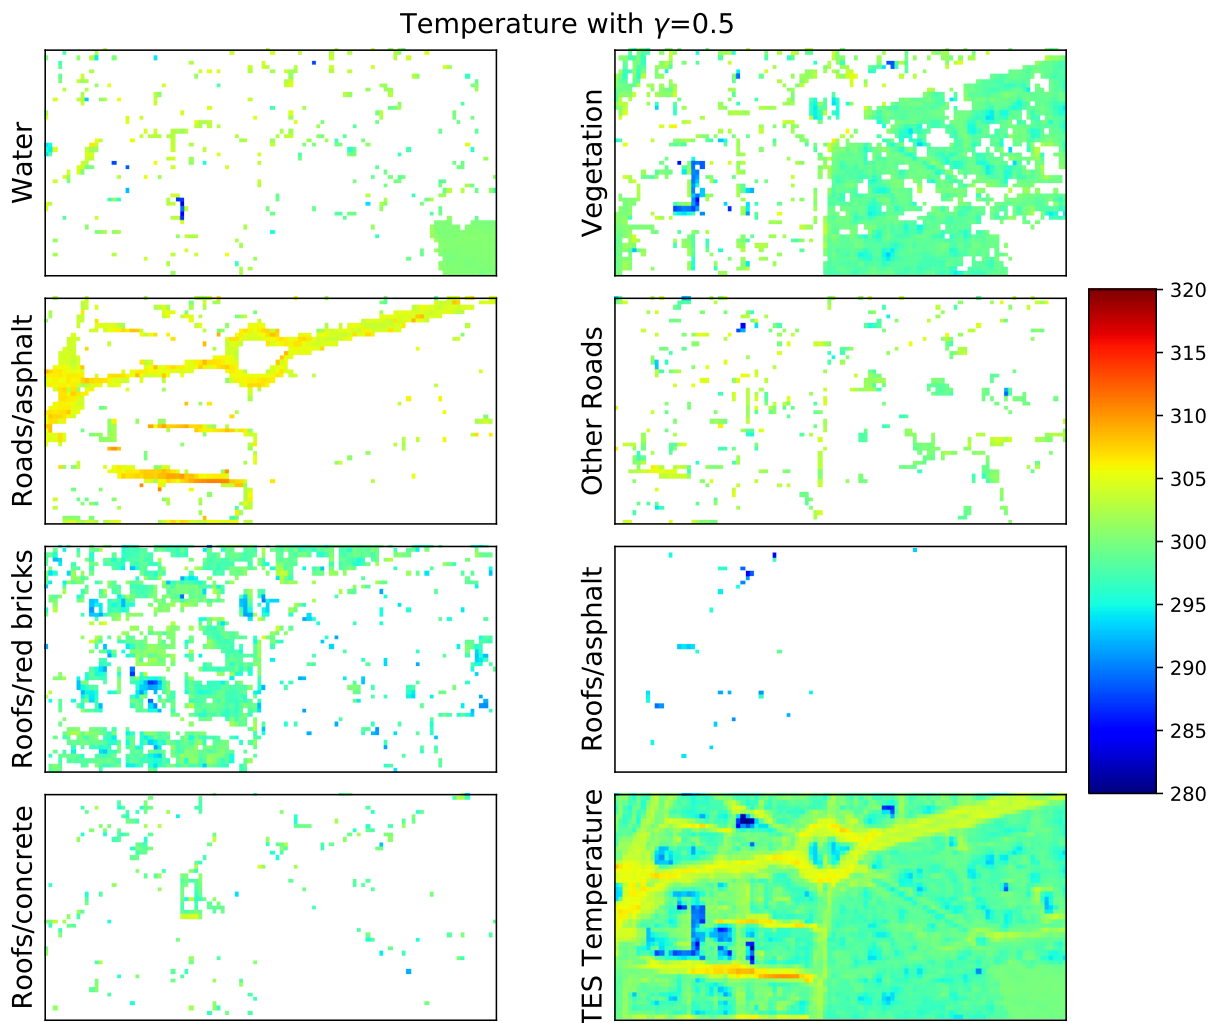 Temperature with γ=0.5
Water
Vegetation
Roads/asphalt
Other Roads
Roofs/red bricks
Roofs/asphalt
Roofs/concrete
TES Temperature
320
315
310
305
300
295
290
285
280